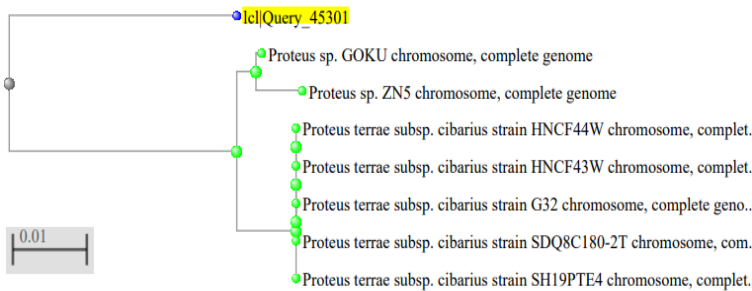 lcl|Query_45301
Proteus sp. GOKU chromosome, complete genome
Proteus sp. ZN5 chromosome, complete genome
Proteus terrae subsp. cibarius strain HNCF44W chromosome, complet.
Proteus terrae subsp. cibarius strain HNCF43W chromosome, complet.
Proteus terrae subsp. cibarius strain G32 chromosome, complete geno..
Proteus terrae subsp. cibarius strain SDQ8C180-2T chromosome, com.
Proteus terrae subsp. cibarius strain SH19PTE4 chromosome, complet.
0.01